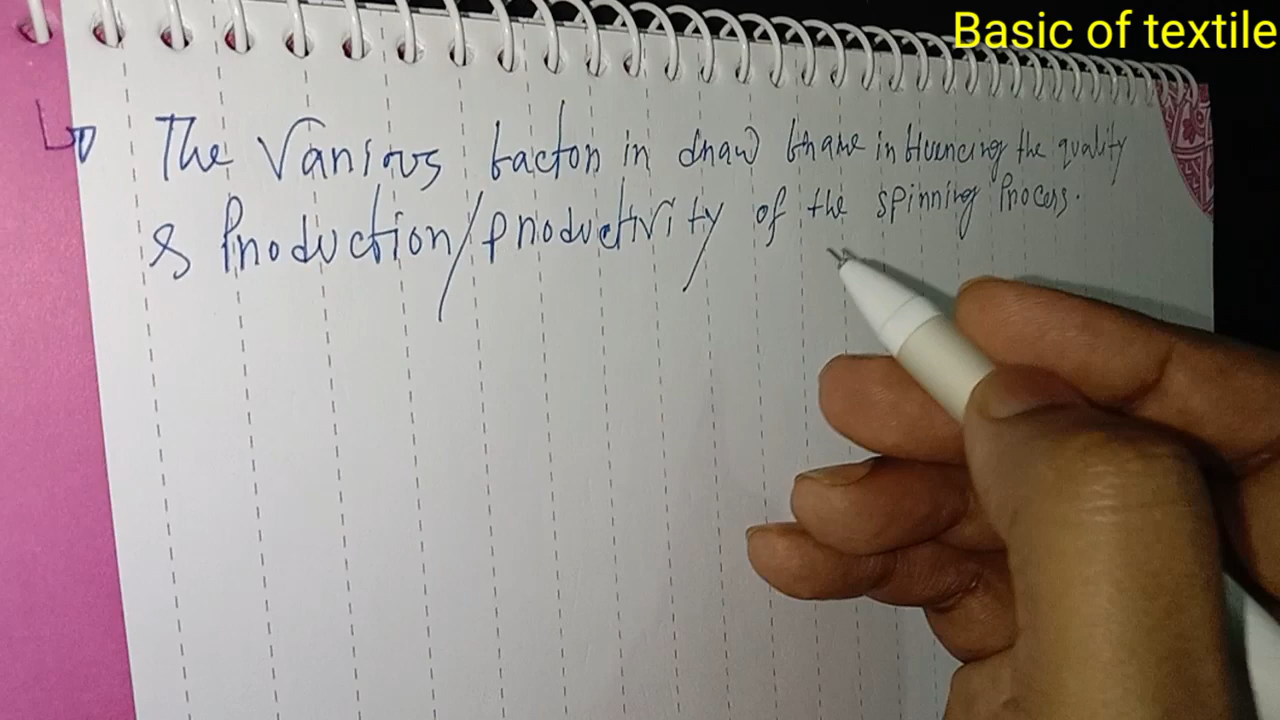 Basic of textile
The Various factor in draw frame influencing the quality
& Production/productivity of the spinning Process.